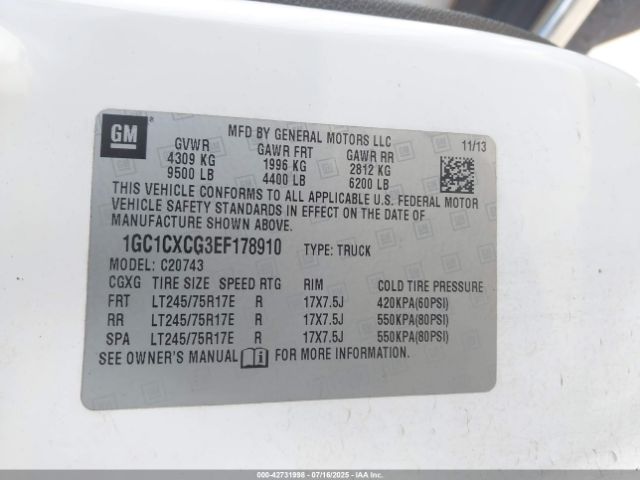 GM
MFD BY GENERAL MOTORS LLC
11/13
GVWR GAWR FRT GAWR RR
4309 KG 1996 KG 2812 KG
9500 LB 4400 LB 6200 LB
THIS VEHICLE CONFORMS TO ALL APPLICABLE U.S. FEDERAL MOTOR
VEHICLE SAFETY STANDARDS IN EFFECT ON THE DATE OF
MANUFACTURE SHOWN ABOVE.
1GC1CXCG3EF178910 TYPE: TRUCK
MODEL: C20743
CGXG TIRE SIZE SPEED RTG RIM COLD TIRE PRESSURE
FRT LT245/75R17E R 17X7.5J 420KPA(60PSI)
RR LT245/75R17E R 17X7.5J 550KPA(80PSI)
SPA LT245/75R17E R 17X7.5J 550KPA(80PSI)
SEE OWNER'S MANUAL FOR MORE INFORMATION.
000-42731998 07/16/2025 IAAI.COM